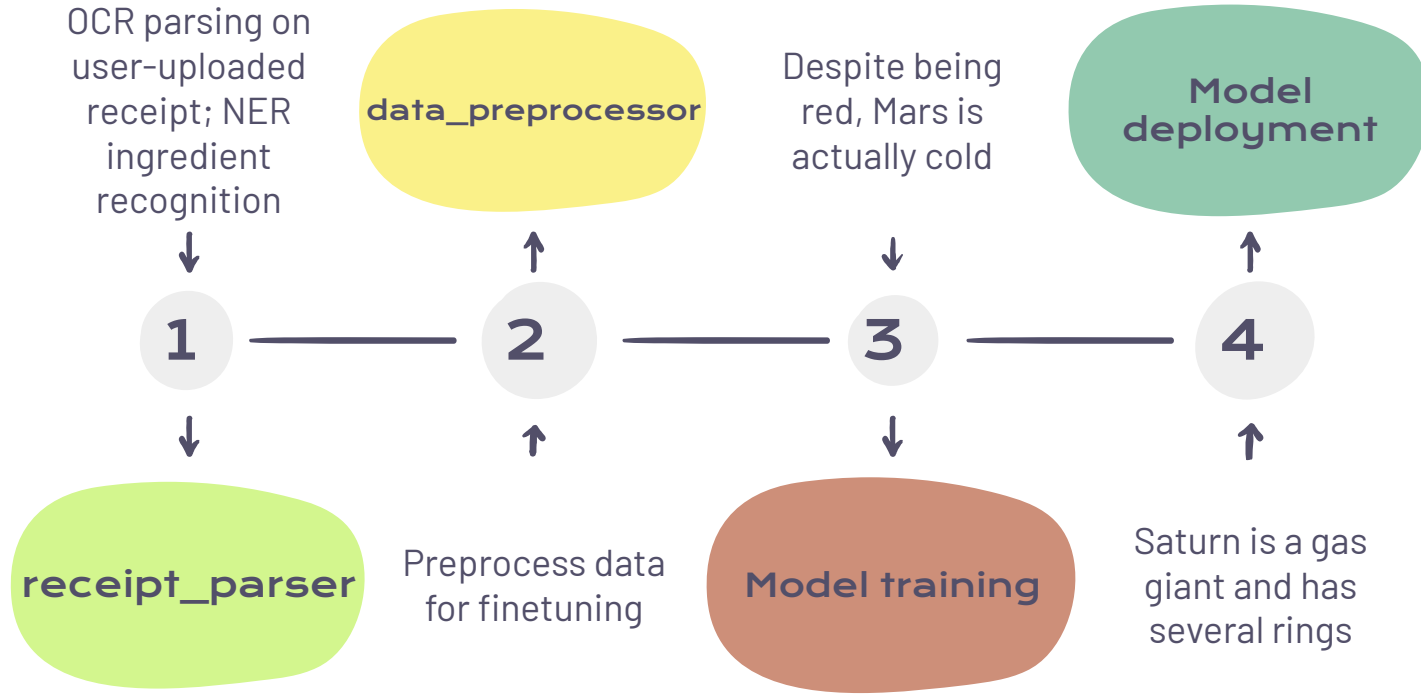 OCR parsing on
user-uploaded
receipt; NER
ingredient
recognition
data_preprocessor
Despite being
red, Mars is
actually cold
Model
deployment
1
2
3
4
receipt_parser
Preprocess data
for finetuning
Model training
Saturn is a gas
giant and has
several rings